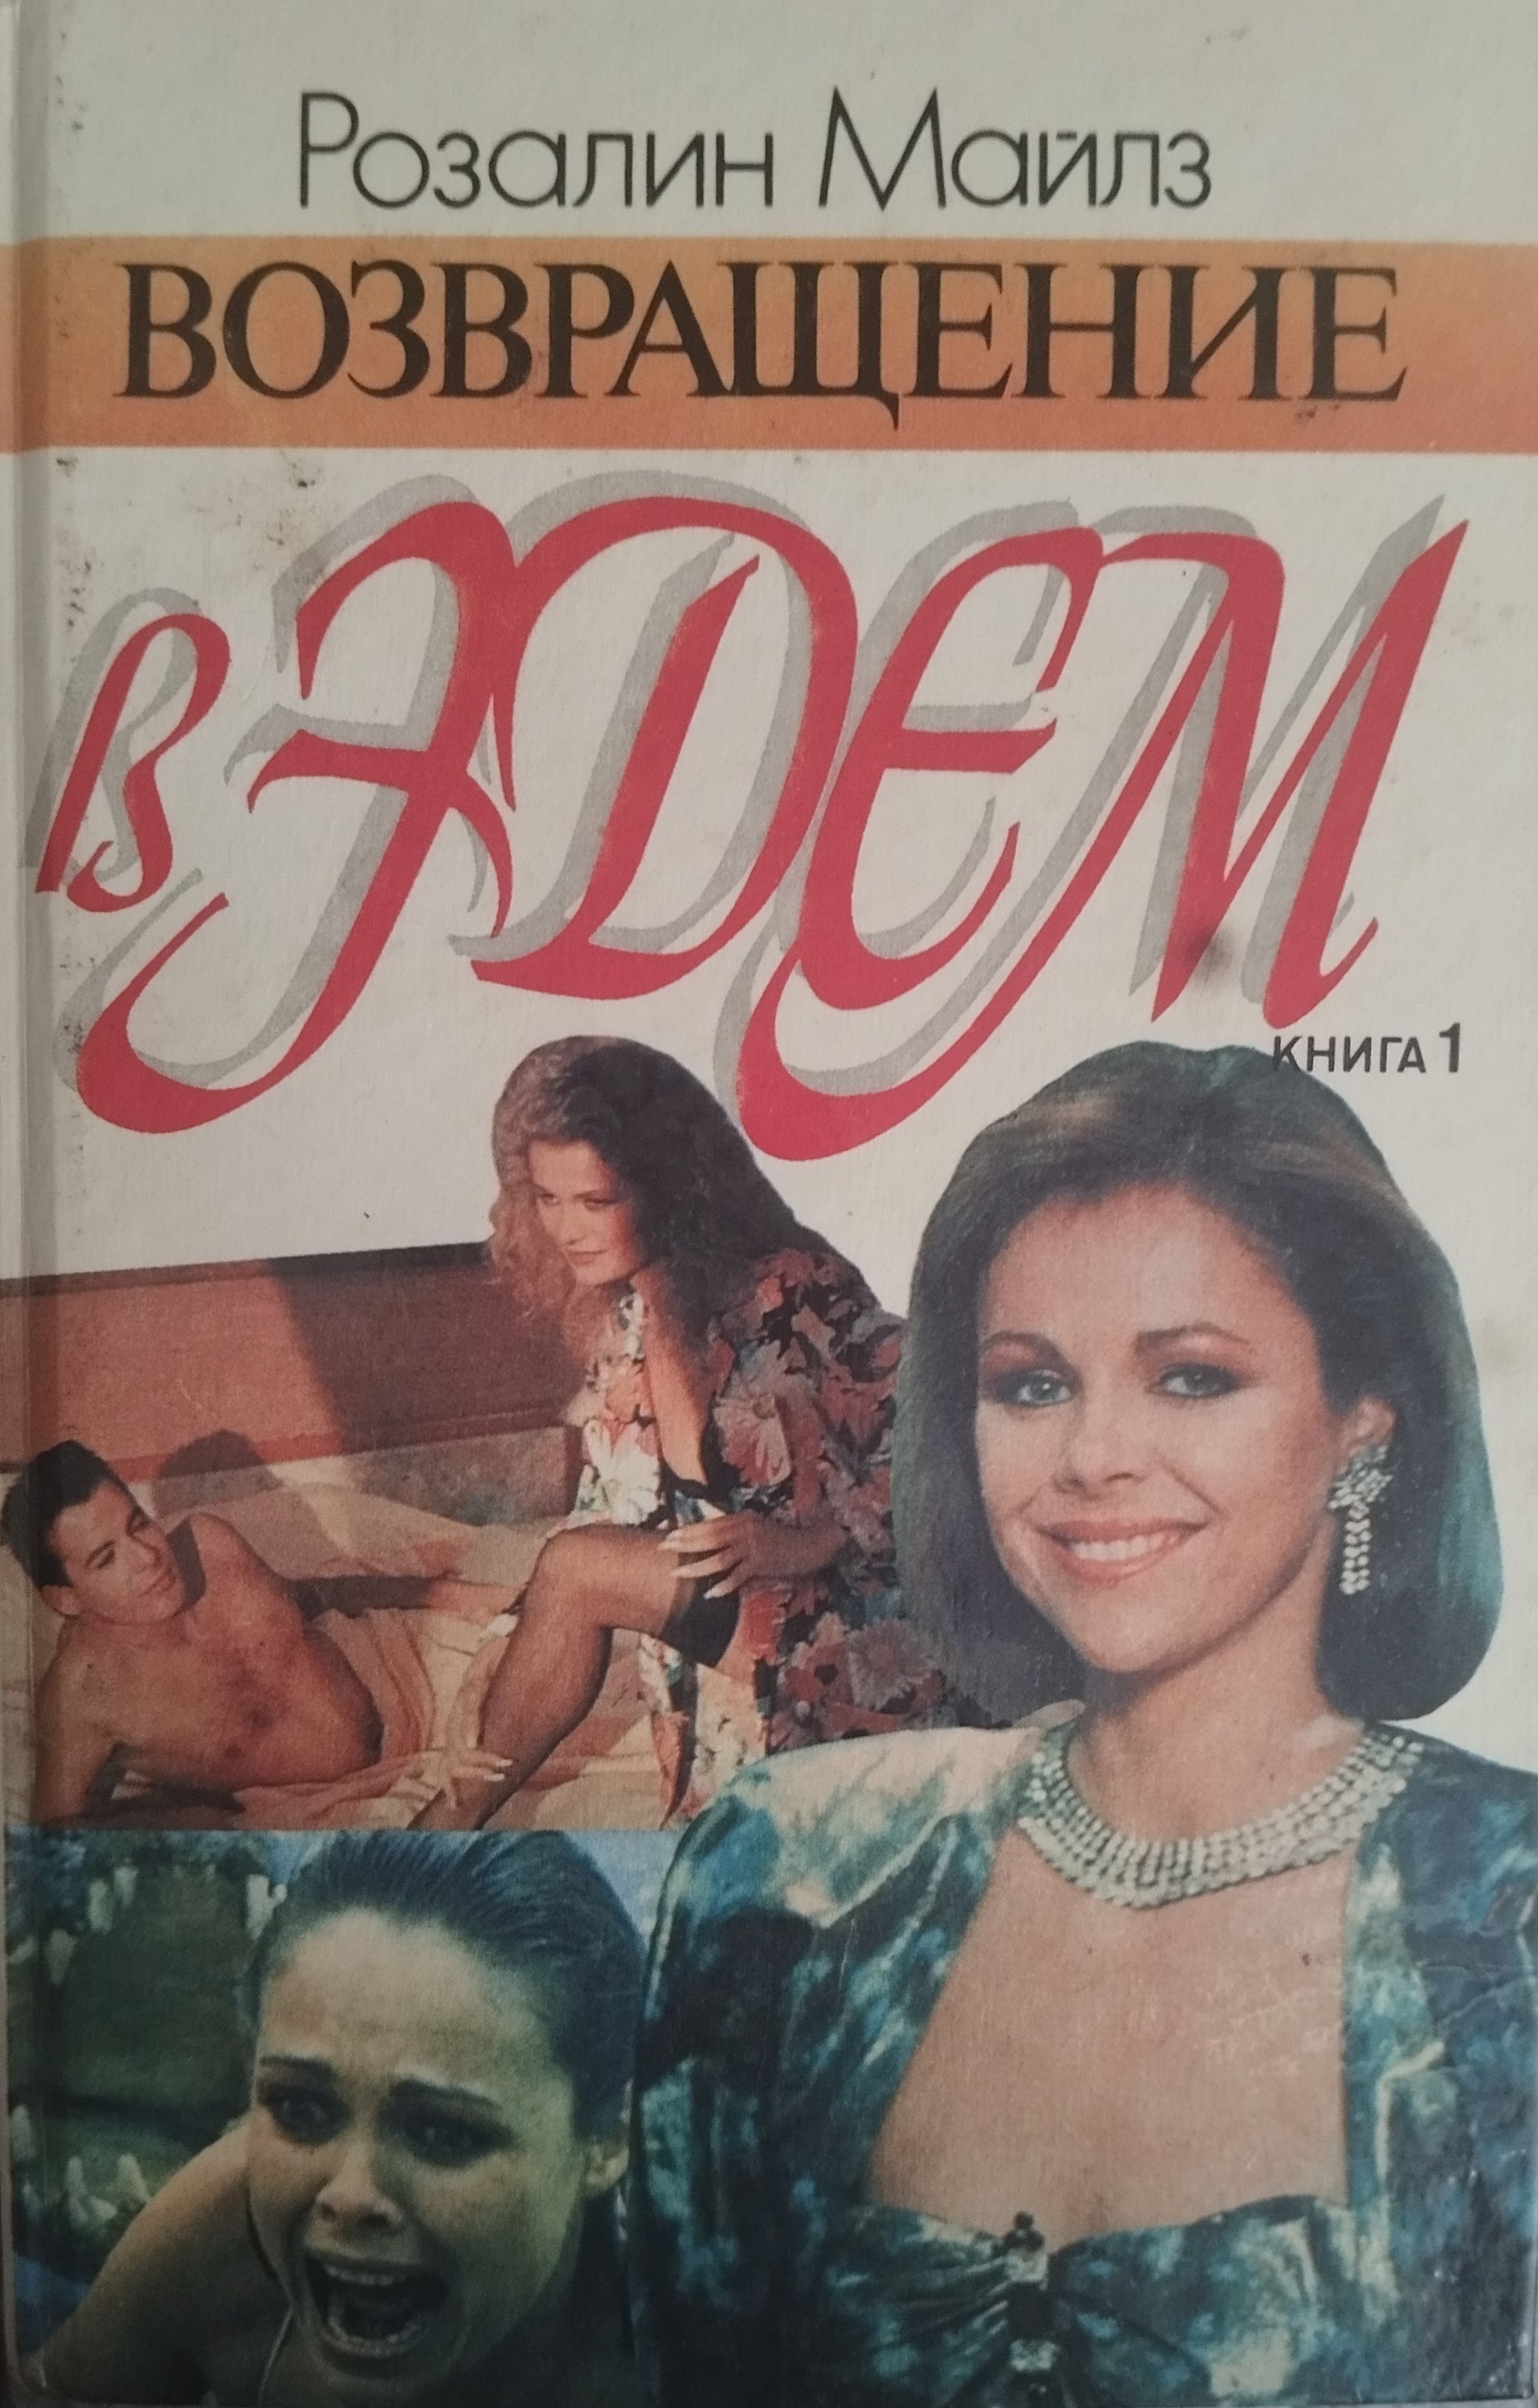 Розалин Майлз
ВОЗВРАЩЕНИЕ
в ЭДЕМ
КНИГА 1